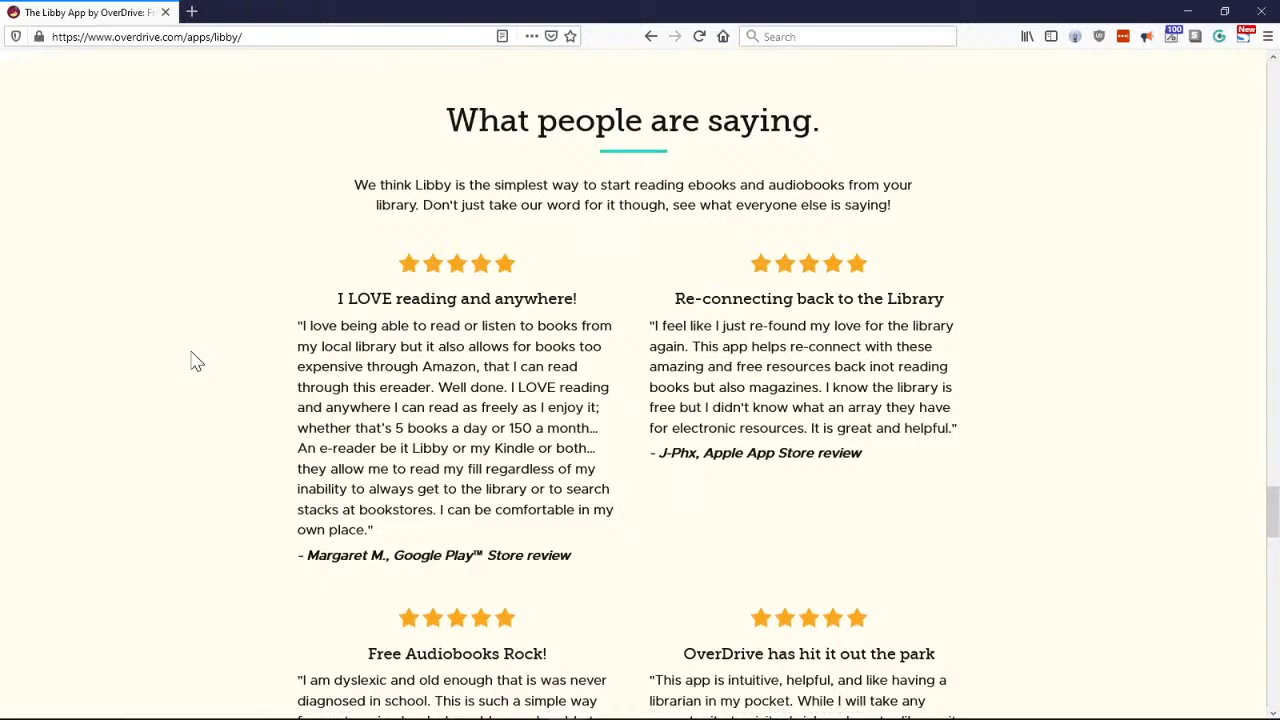 The Libby App by OverDrive: Fr
https://www.overdrive.com/apps/libby/
Search
100
New
What people are saying.
We think Libby is the simplest way to start reading ebooks and audiobooks from your
library. Don't just take our word for it though, see what everyone else is saying!
I LOVE reading and anywhere!
"I love being able to read or listen to books from
my local library but it also allows for books too
expensive through Amazon, that I can read
through this ereader. Well done. I LOVE reading
and anywhere I can read as freely as I enjoy it;
whether that's 5 books a day or 150 a month...
An e-reader be it Libby or my Kindle or both...
they allow me to read my fill regardless of my
inability to always get to the library or to search
stacks at bookstores. I can be comfortable in my
own place."
- Margaret M., Google Play™ Store review
Re-connecting back to the Library
"I feel like I just re-found my love for the library
again. This app helps re-connect with these
amazing and free resources back inot reading
books but also magazines. I know the library is
free but I didn't know what an array they have
for electronic resources. It is great and helpful."
- J-Phx, Apple App Store review
Free Audiobooks Rock!
"I am dyslexic and old enough that is was never
diagnosed in school. This is such a simple way
OverDrive has hit it out the park
"This app is intuitive, helpful, and like having a
librarian in my pocket. While I will take any